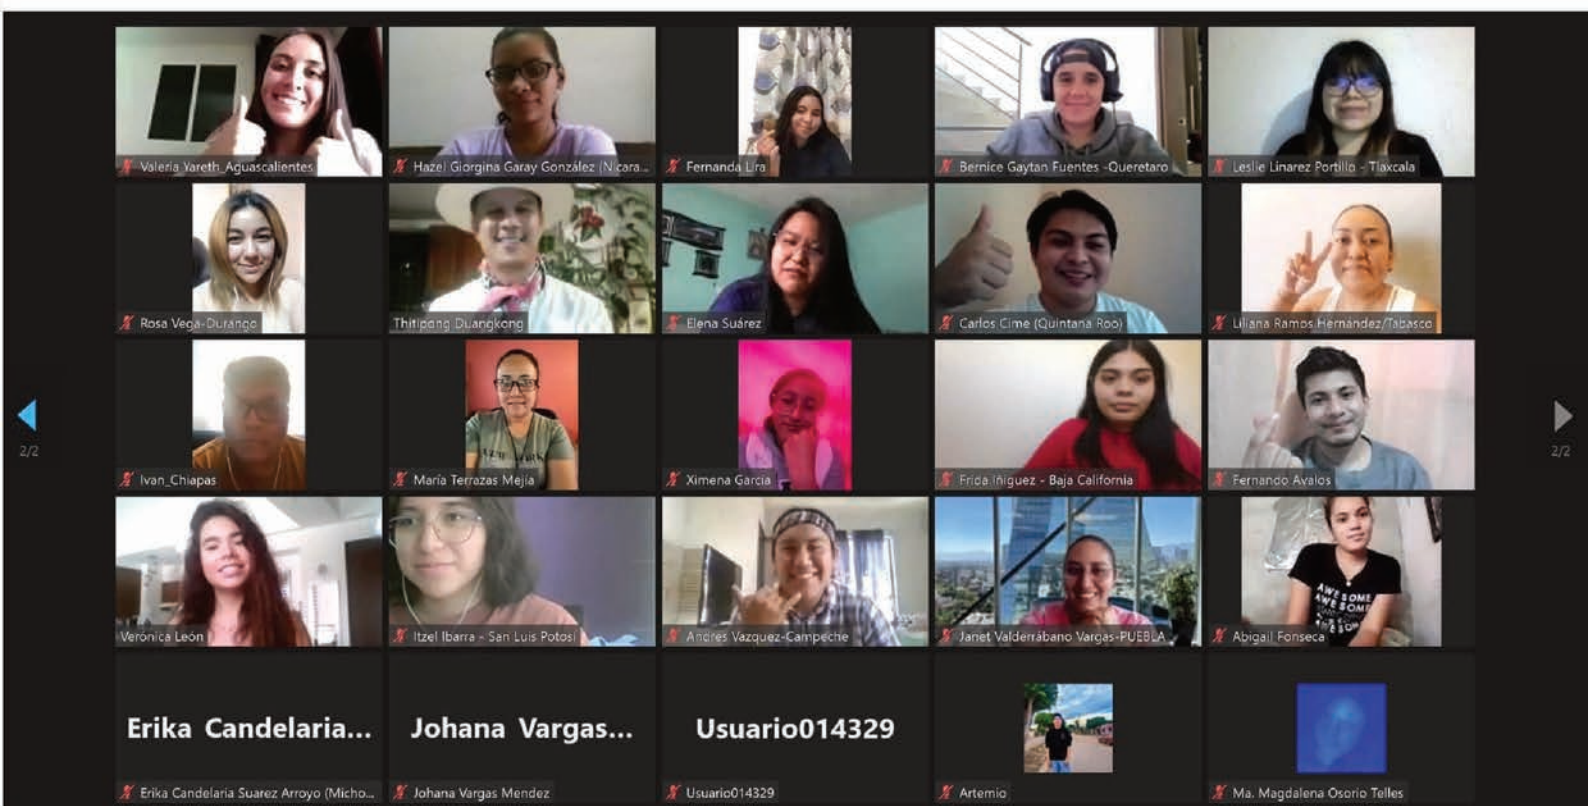 Valeria Yareth_Aguascalientes
Hazel Giorgina Garay González (Nicara...
Fernanda Lira
Bernice Gaytan Fuentes -Queretaro
Leslie Linarez Portillo - Tlaxcala
Rosa Vega-Durango
Thitipong Duangkong
Elena Suárez
Carlos Cime (Quintana Roo)
Liliana Ramos Hernández/Tabasco
2/2
2/2
Ivan_Chiapas
María Terrazas Mejía
Ximena García
Frida Iñiguez - Baja California
Fernando Avalos
Verónica León
Itzel Ibarra - San Luis Potosí
Andres Vazquez-Campeche
Janet Valderrábano Vargas-PUEBLA
AWESOME
AWESOME
Abigail Fonseca
Erika Candelaria...
Johana Vargas...
Usuario014329
Erika Candelaria Suarez Arroyo (Micho...
Johana Vargas Mendez
Usuario014329
Artemio
Ma. Magdalena Osorio Telles